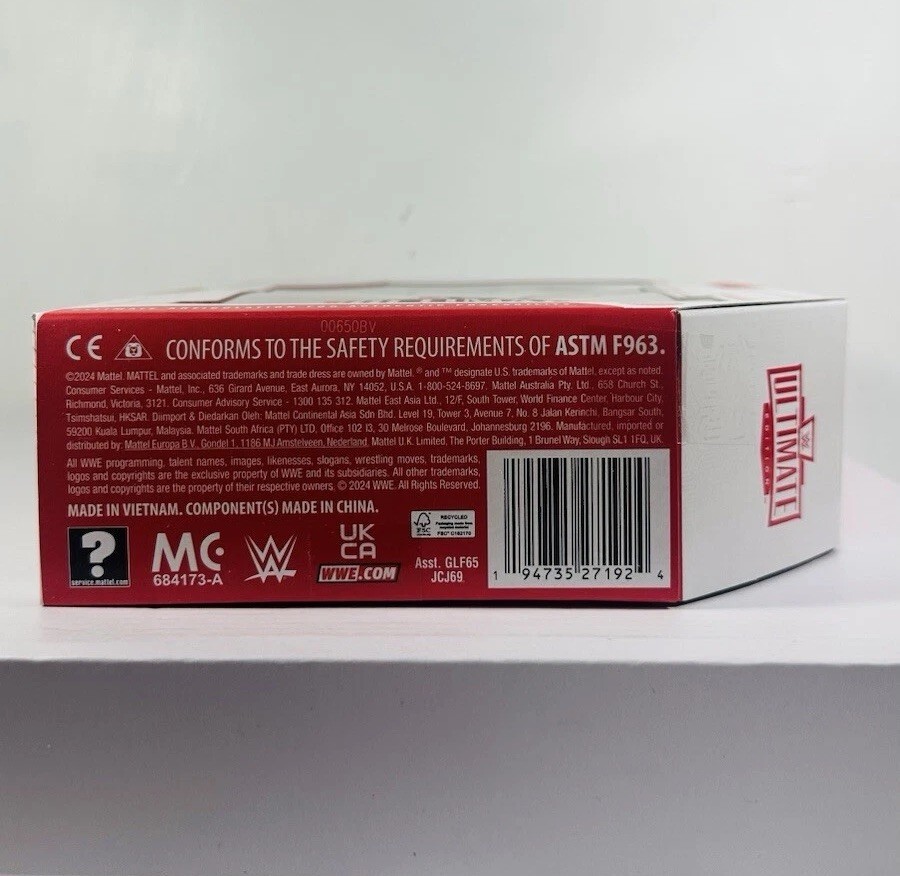 00650BV
CE CONFORMS TO THE SAFETY REQUIREMENTS OF ASTM F963.
©2024 Mattel. MATTEL and associated trademarks and trade dress are owned by Mattel. ® and ™ designate U.S. trademarks of Mattel, except as noted.
Consumer Services - Mattel, Inc., 636 Girard Avenue, East Aurora, NY 14052, U.S.A. 1-800-524-8697. Mattel Australia Pty. Ltd., 658 Church St.,
Richmond, Victoria, 3121. Consumer Advisory Service - 1300 135 312. Mattel East Asia Ltd., 12/F, South Tower, World Finance Center, Harbour City,
Tsimshatsui, HKSAR. Diimport & Diedarkan Oleh: Mattel Continental Asia Sdn Bhd. Level 19, Tower 3, Avenue 7, No. 8 Jalan Kerinchi, Bangsar South,
59200 Kuala Lumpur, Malaysia. Mattel South Africa (PTY) LTD, Office 102 I3, 30 Melrose Boulevard, Johannesburg 2196. Manufactured, imported or
distributed by: Mattel Europa B.V., Gondel 1, 1186 MJ Amstelveen, Nederland, Mattel U.K. Limited, The Porter Building, 1 Brunel Way, Slough SL1 1FQ, UK.
All WWE programming, talent names, images, likenesses, slogans, wrestling moves, trademarks,
logos and copyrights are the exclusive property of WWE and its subsidiaries. All other trademarks,
logos and copyrights are the property of their respective owners. © 2024 WWE. All Rights Reserved.
MADE IN VIETNAM. COMPONENT(S) MADE IN CHINA.
?
service.mattel.com
MC
684173-A
W
UK
CA
WWE.COM
FSC
RECYCLED
Packaging made from
recycled material
FSC® C163170
Asst. GLF65
JCJ69
1 94735 27192 4
ULTIMATE
EDITION